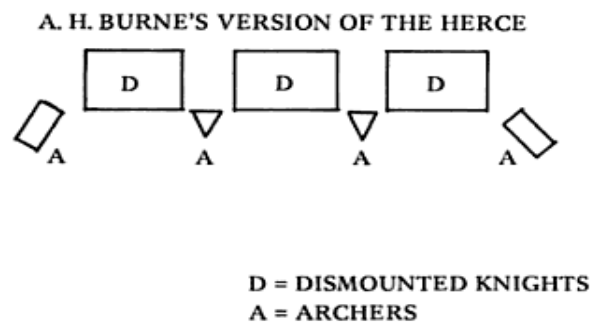 A. H. BURNE'S VERSION OF THE HERCE
D D D
A A A A
D = DISMOUNTED KNIGHTS
A = ARCHERS